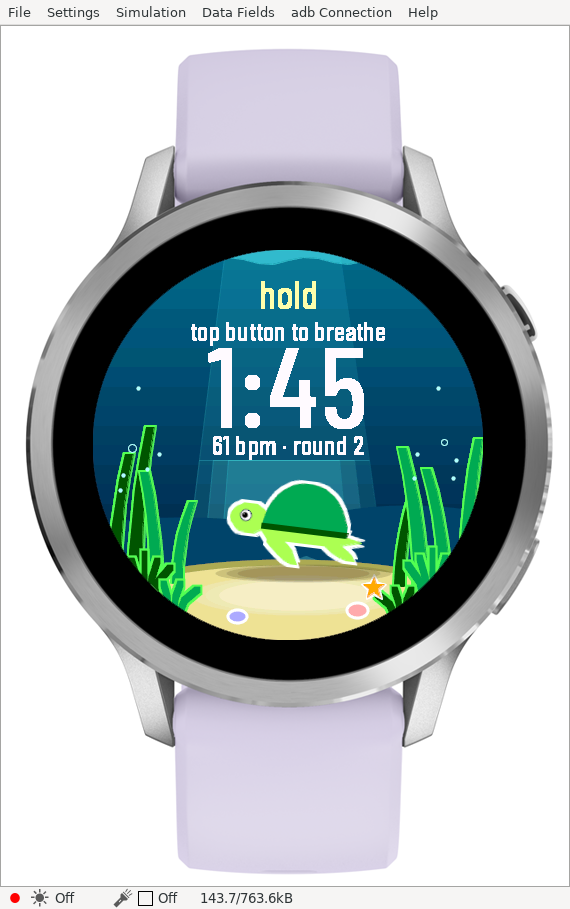 File Settings Simulation Data Fields adb Connection Help
hold
top button to breathe
1:45
61 bpm · round 2
Off Off 143.7/763.6kB